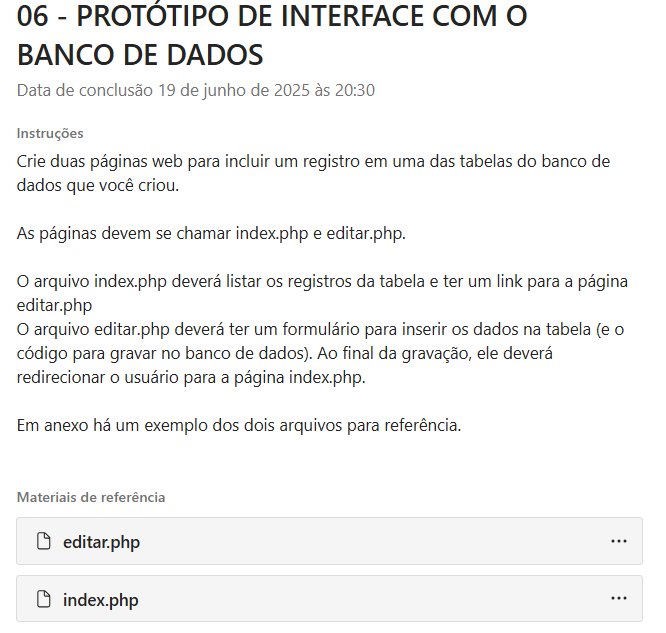 06 - PROTÓTIPO DE INTERFACE COM O
BANCO DE DADOS
Data de conclusão 19 de junho de 2025 às 20:30
Instruções
Crie duas páginas web para incluir um registro em uma das tabelas do banco de
dados que você criou.
As páginas devem se chamar index.php e editar.php.
O arquivo index.php deverá listar os registros da tabela e ter um link para a página
editar.php
O arquivo editar.php deverá ter um formulário para inserir os dados na tabela (e o
código para gravar no banco de dados). Ao final da gravação, ele deverá
redirecionar o usuário para a página index.php.
Em anexo há um exemplo dos dois arquivos para referência.
Materiais de referência
editar.php
index.php